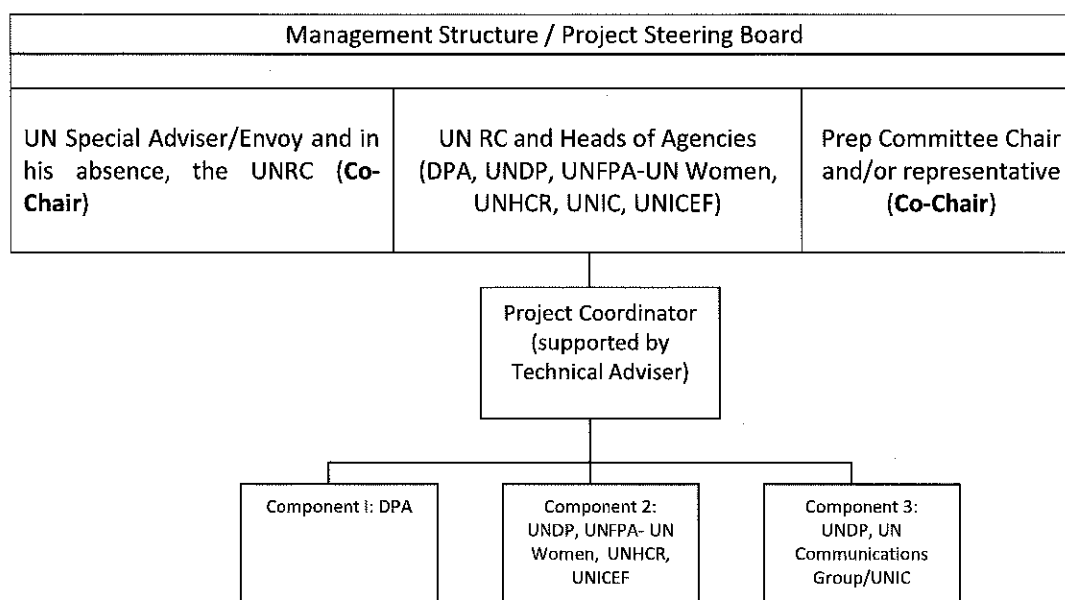 Management Structure / Project Steering Board
UN Special Adviser/Envoy and in
his absence, the UNRC (Co-
Chair)
UN RC and Heads of Agencies
(DPA, UNDP, UNFPA-UN Women,
UNHCR, UNIC, UNICEF)
Prep Committee Chair
and/or representative
(Co-Chair)
Project Coordinator
(supported by
Technical Adviser)
Component I: DPA
Component 2:
UNDP, UNFPA- UN
Women, UNHCR,
UNICEF
Component 3:
UNDP, UN
Communications
Group/UNIC